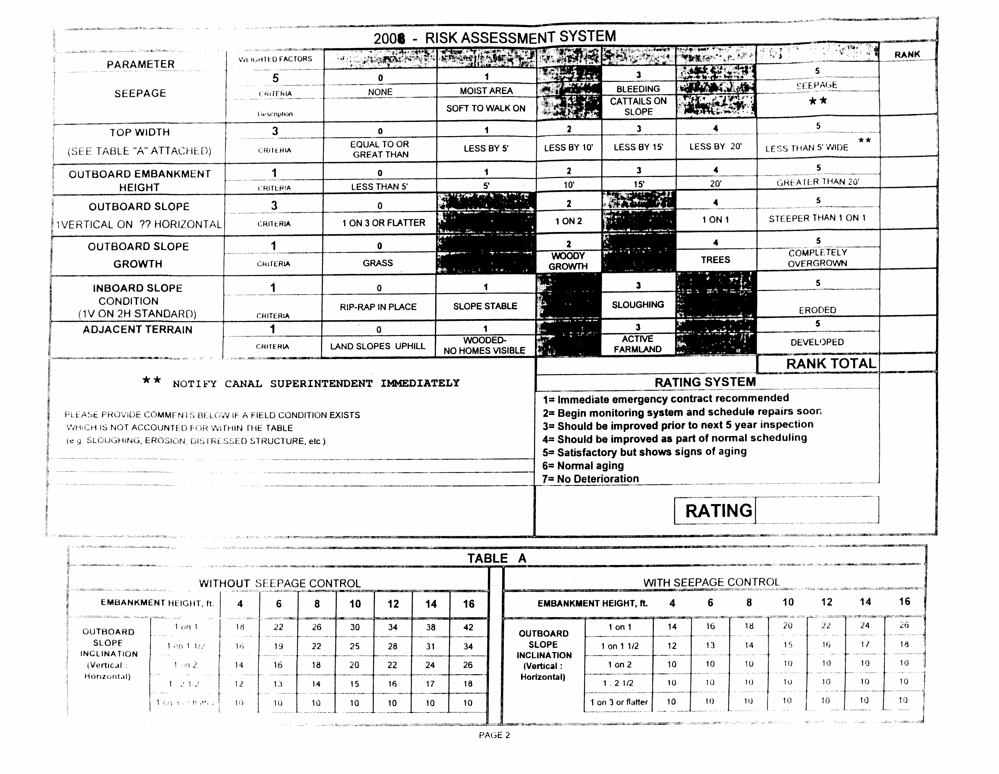 2008 - RISK ASSESSMENT SYSTEM
PARAMETER WEIGHTED FACTORS RANK
SEEPAGE 5 0 1 3 5
CRITERIA NONE MOIST AREA BLEEDING SEEPAGE
Description SOFT TO WALK ON CATTAILS ON SLOPE **
TOP WIDTH 3 0 1 2 3 4 5
(SEE TABLE "A" ATTACHED) CRITERIA EQUAL TO OR GREAT THAN LESS BY 5' LESS BY 10' LESS BY 15' LESS BY 20' LESS THAN 5' WIDE **
OUTBOARD EMBANKMENT 1 0 1 2 3 4 5
HEIGHT CRITERIA LESS THAN 5' 5' 10' 15' 20' GREATER THAN 20'
OUTBOARD SLOPE 3 0 2 4 5
1VERTICAL ON ?? HORIZONTAL CRITERIA 1 ON 3 OR FLATTER 1 ON 2 1 ON 1 STEEPER THAN 1 ON 1
OUTBOARD SLOPE 1 0 2 4 5
GROWTH CRITERIA GRASS WOODY GROWTH TREES COMPLETELY OVERGROWN
INBOARD SLOPE 1 0 1 3 5
CONDITION RIP-RAP IN PLACE SLOPE STABLE SLOUGHING ERODED
(1V ON 2H STANDARD) CRITERIA
ADJACENT TERRAIN 1 0 1 3 5
CRITERIA LAND SLOPES UPHILL WOODED- NO HOMES VISIBLE ACTIVE FARMLAND DEVELOPED
RANK TOTAL
** NOTIFY CANAL SUPERINTENDENT IMMEDIATELY
PLEASE PROVIDE COMMENTS BELOW IF A FIELD CONDITION EXISTS
WHICH IS NOT ACCOUNTED FOR WITHIN THE TABLE
(e g SLOUGHING, EROSION, DISTRESSED STRUCTURE, etc.).
RATING SYSTEM
1= Immediate emergency contract recommended
2= Begin monitoring system and schedule repairs soon.
3= Should be improved prior to next 5 year inspection
4= Should be improved as part of normal scheduling
5= Satisfactory but shows signs of aging
6= Normal aging
7= No Deterioration
RATING
TABLE A
WITHOUT SEEPAGE CONTROL
EMBANKMENT HEIGHT, ft. 4 6 8 10 12 14 16
OUTBOARD SLOPE INCLINATION (Vertical : Horizontal)
1 on 1 18 22 26 30 34 38 42
1 on 1 1/2 16 19 22 25 28 31 34
1 on 2 14 16 18 20 22 24 26
1 2 1/2 12 13 14 15 16 17 18
1 on 3 or flatter 10 10 10 10 10 10 10
WITH SEEPAGE CONTROL
EMBANKMENT HEIGHT, ft. 4 6 8 10 12 14 16
OUTBOARD SLOPE INCLINATION (Vertical : Horizontal)
1 on 1 14 16 18 20 22 24 26
1 on 1 1/2 12 13 14 15 16 17 18
1 on 2 10 10 10 10 10 10 10
1 : 2 1/2 10 10 10 10 10 10 10
1 on 3 or flatter 10 10 10 10 10 10 10
PAGE 2